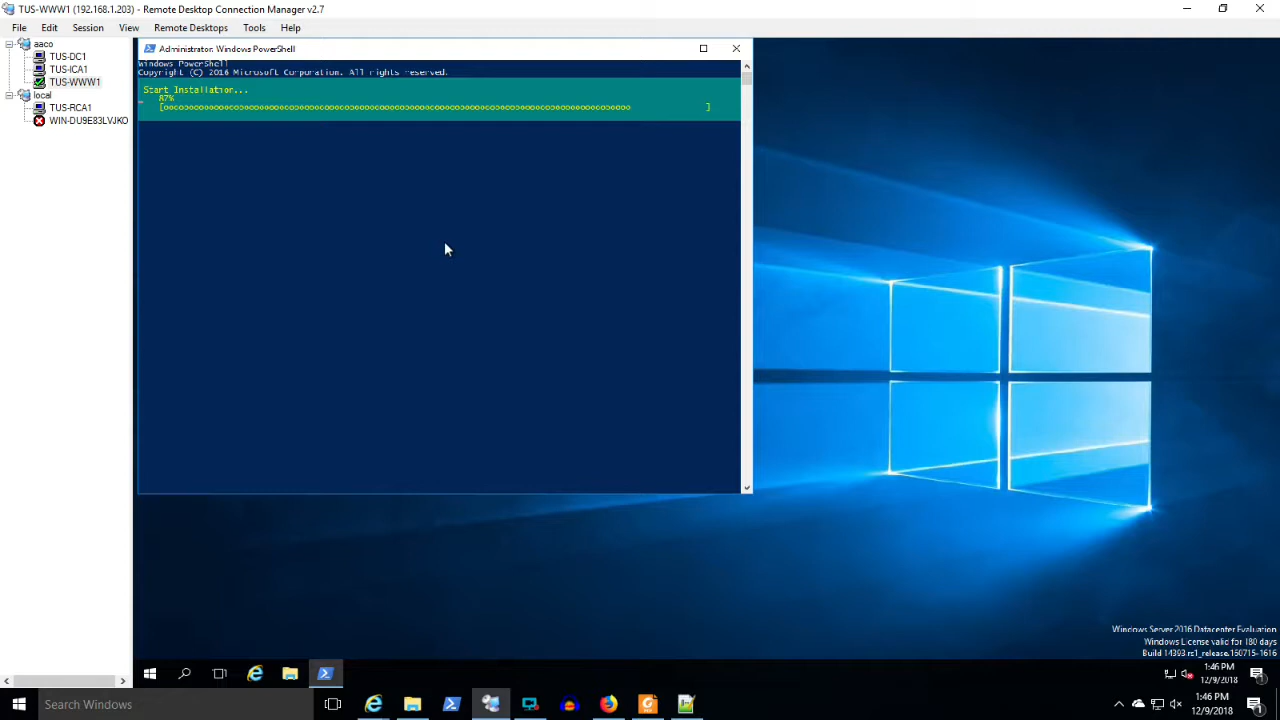 TUS-WWW1 (192.168.1.203) - Remote Desktop Connection Manager v2.7
File Edit Session View Remote Desktops Tools Help
aaco
TUS-DC1
TUS-ICA1
TUS-WWW1
local
TUS-RCA1
WIN-DU9E83LVJKO
Administrator: Windows PowerShell
Windows PowerShell
Copyright (C) 2016 Microsoft Corporation. All rights reserved.
Start Installation...
87%
Windows Server 2016 Datacenter Evaluation
Windows License valid for 180 days
Build 14393.rs1_release.160715-1616
1:46 PM
12/9/2018
Search Windows
1:46 PM
12/9/2018